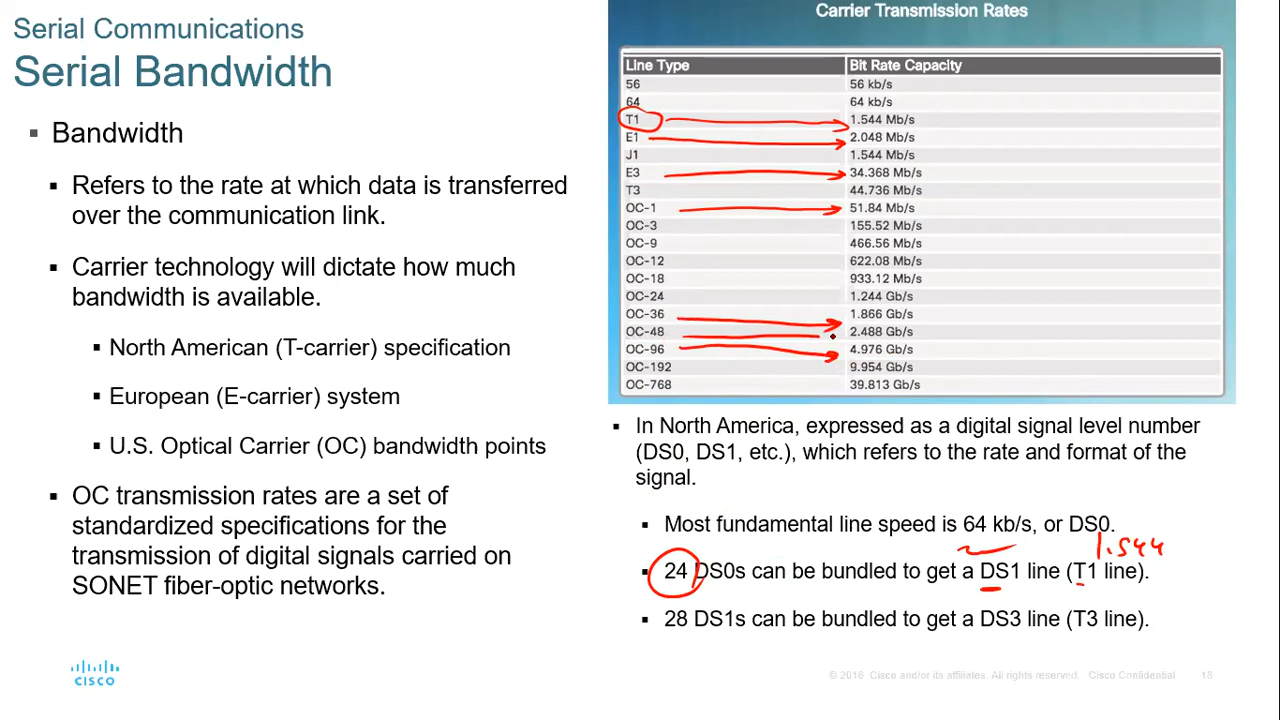 Serial Communications
Serial Bandwidth
▪ Bandwidth
▪ Refers to the rate at which data is transferred
over the communication link.
▪ Carrier technology will dictate how much
bandwidth is available.
▪ North American (T-carrier) specification
▪ European (E-carrier) system
▪ U.S. Optical Carrier (OC) bandwidth points
▪ OC transmission rates are a set of
standardized specifications for the
transmission of digital signals carried on
SONET fiber-optic networks.
Carrier Transmission Rates
Line Type Bit Rate Capacity
56 56 kb/s
64 64 kb/s
T1 1.544 Mb/s
E1 2.048 Mb/s
J1 1.544 Mb/s
E3 34.368 Mb/s
T3 44.736 Mb/s
OC-1 51.84 Mb/s
OC-3 155.52 Mb/s
OC-9 466.56 Mb/s
OC-12 622.08 Mb/s
OC-18 933.12 Mb/s
OC-24 1.244 Gb/s
OC-36 1.866 Gb/s
OC-48 2.488 Gb/s
OC-96 4.976 Gb/s
OC-192 9.954 Gb/s
OC-768 39.813 Gb/s
▪ In North America, expressed as a digital signal level number
(DS0, DS1, etc.), which refers to the rate and format of the
signal.
▪ Most fundamental line speed is 64 kb/s, or DS0.
1.544
▪ 24 DS0s can be bundled to get a DS1 line (T1 line).
▪ 28 DS1s can be bundled to get a DS3 line (T3 line).
CISCO
© 2016 Cisco and/or its affiliates. All rights reserved. Cisco Confidential 18